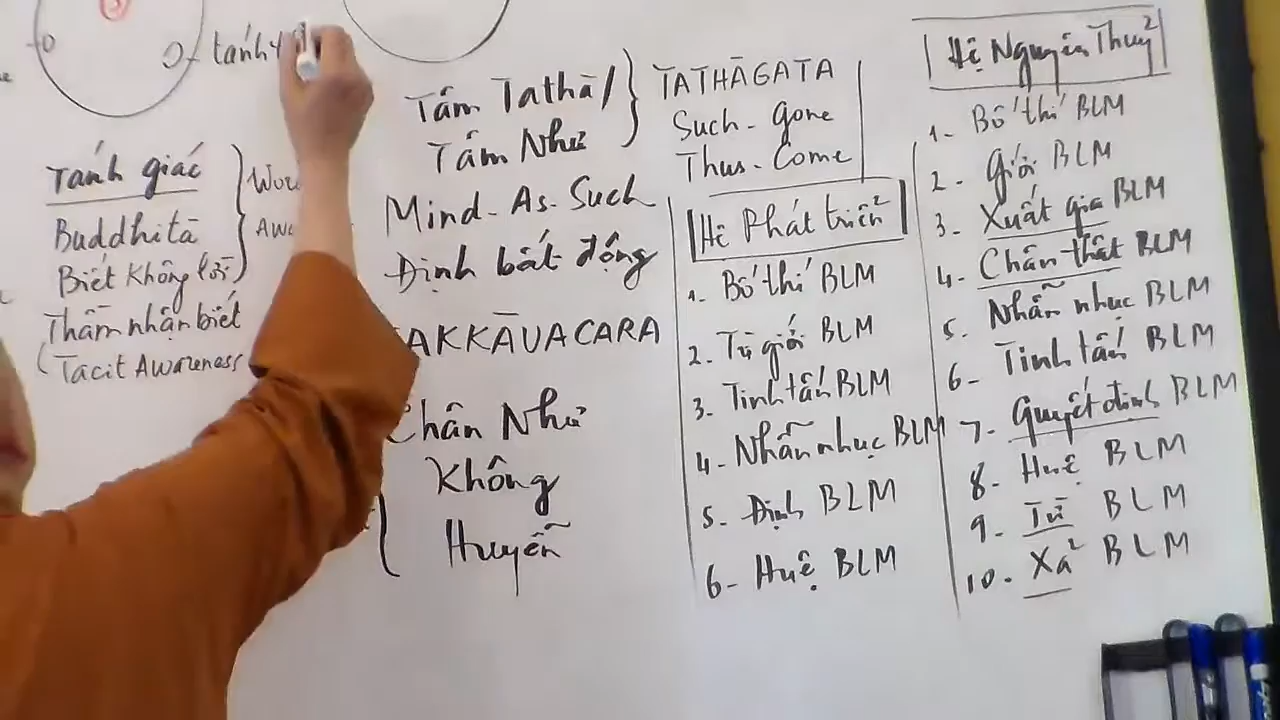 tánh
Tánh giác
Buddhitā
Biết không lời
Thầm nhận biết
(Tacit Awareness
Tâm Tathā /
Tâm Như
Mind-As-Such
Định bất động
AKKĀVACARA
Chân Như
Không
Huyễn
TATHĀGATA
Such-gone
Thus-Come
Hệ Phát triển
1. Bố thí BLM
2. Trì giới BLM
3. Tinh tấn BLM
4. Nhẫn nhục BLM
5. Định BLM
6- Huệ BLM
Hệ Nguyên Thuỷ
1- Bố thí BLM
2- Giới BLM
3- Xuất gia BLM
4- Chân thật BLM
5- Nhẫn nhục BLM
6- Tinh tấn BLM
7- Quyết định BLM
8- Huệ BLM
9- Từ BLM
10. Xả BLM